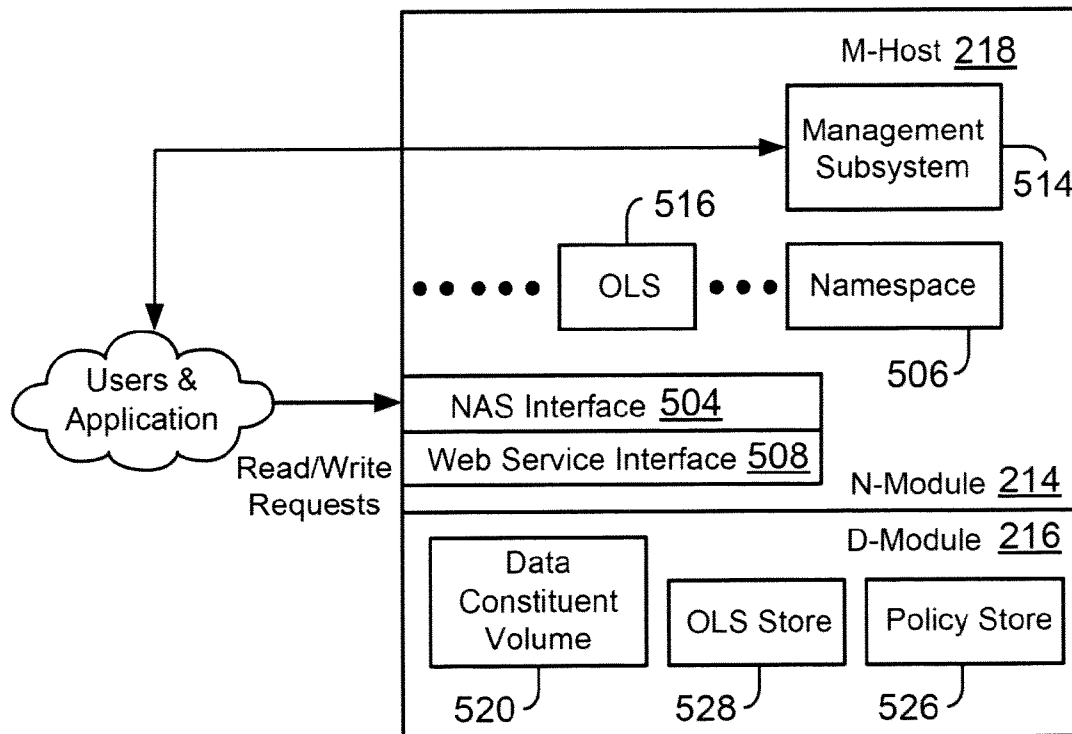 M-Host 218
Management
Subsystem
514
516
OLS
Namespace
506
Users &
Application
NAS Interface 504
Web Service Interface 508
Read/Write
Requests
N-Module 214
D-Module 216
Data
Constituent
Volume
OLS Store
Policy Store
520
528
526